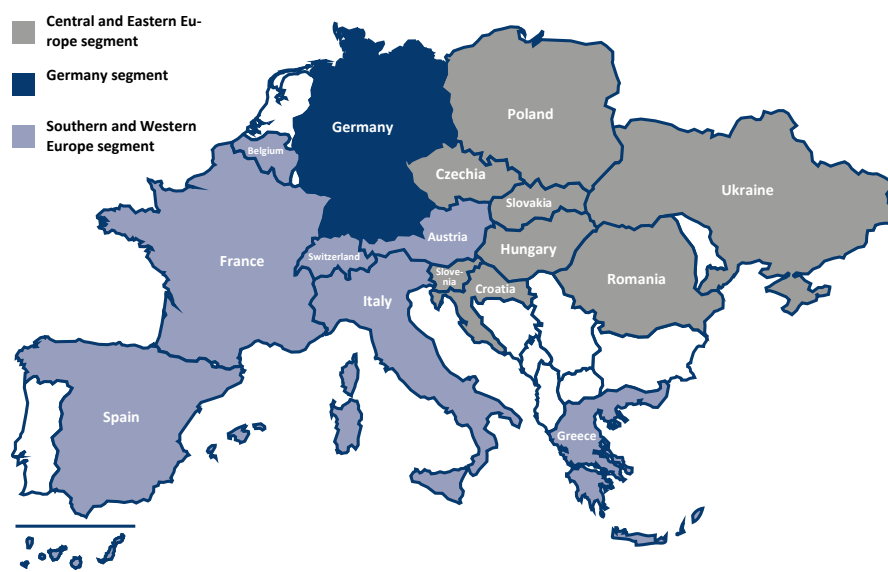 Central and Eastern Eu-
rope segment
Germany segment
Southern and Western
Europe segment
Germany
Poland
Belgium
Czechia
Ukraine
Slovakia
Austria
Hungary
France
Switzerland
Slove-
nia
Romania
Croatia
Italy
Spain
Greece